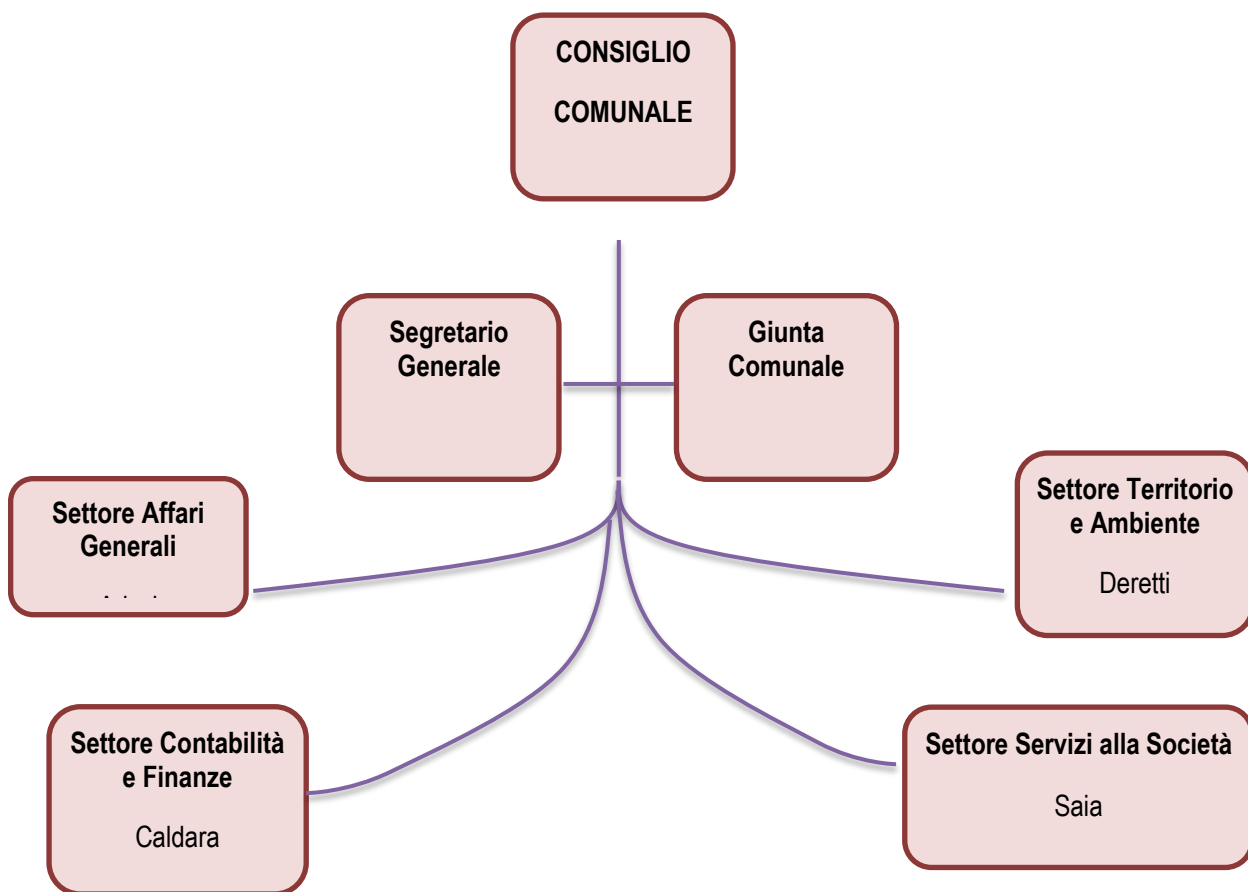 CONSIGLIO
COMUNALE
Segretario
Generale
Giunta
Comunale
Settore Affari
Generali
Settore Territorio
e Ambiente
Deretti
Settore Contabilità
e Finanze
Caldara
Settore Servizi alla Società
Saia